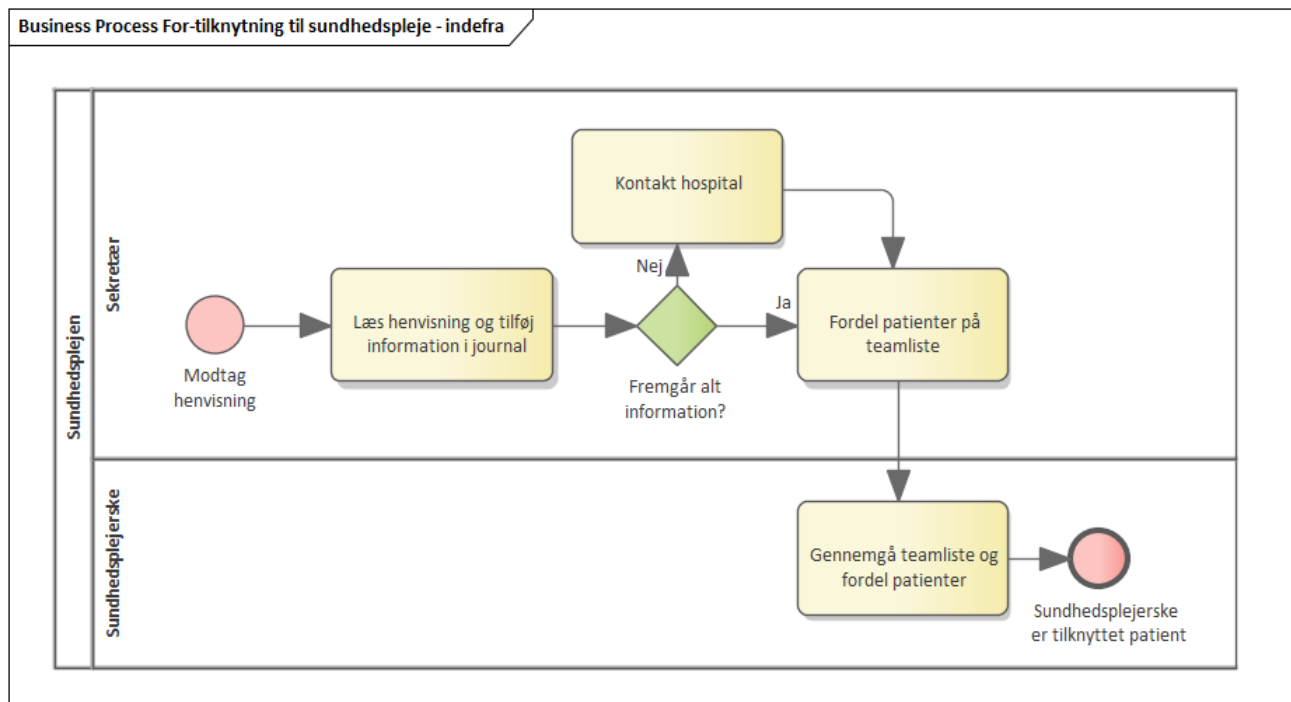 Business Process For-tilknytning til sundhedspleje - indefra
Sundhedsplejen
Sekretær
Modtag
henvisning
Læs henvisning og tilføj
information i journal
Fremgår alt
information?
Nej
Kontakt hospital
Ja
Fordel patienter på
teamliste
Sundhedsplejerske
Gennemgå teamliste og
fordel patienter
Sundhedsplejerske
er tilknyttet patient